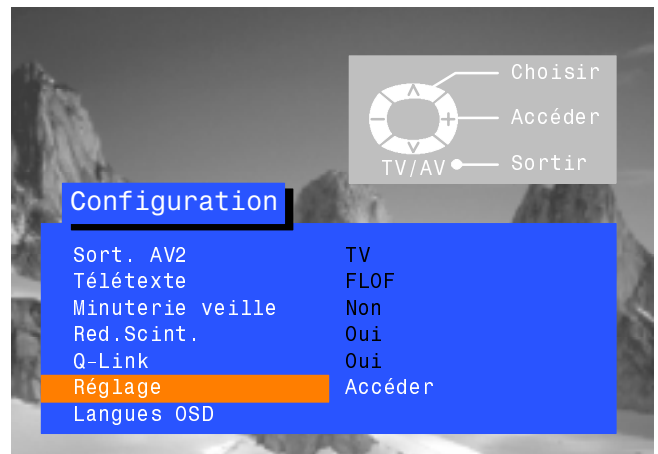 Choisir
Accéder
TV/AV Sortir
Configuration
Sort. AV2 TV
Télétexte FLOF
Minuterie veille Non
Red.Scint. Oui
Q-Link Oui
Réglage Accéder
Langues OSD